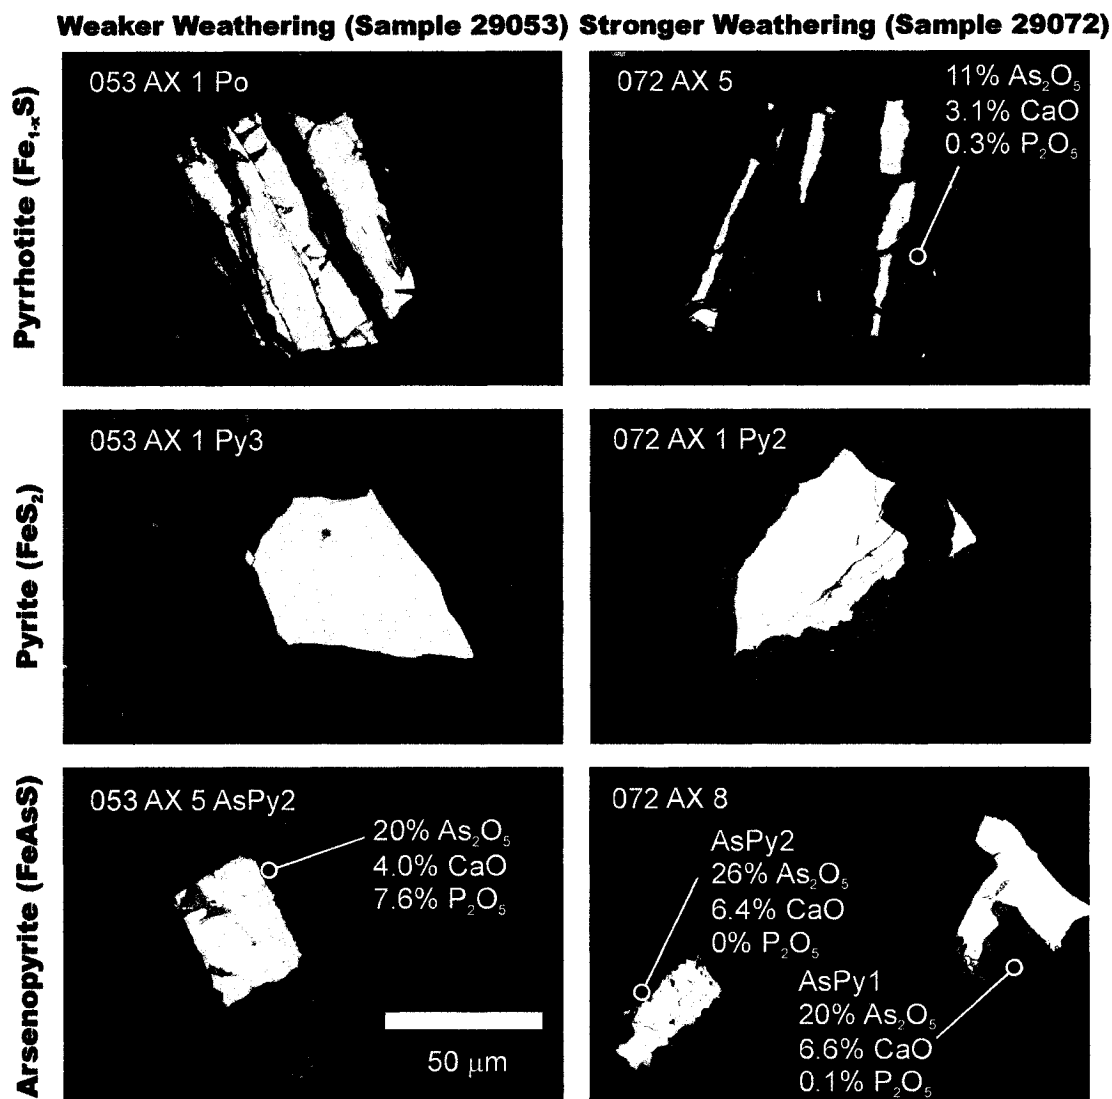 Weaker Weathering (Sample 29053) Stronger Weathering (Sample 29072)
Pyrrhotite (Fe₁₋ₓS)
053 AX 1 Po
072 AX 5
11% As₂O₅
3.1% CaO
0.3% P₂O₅
Pyrite (FeS₂)
053 AX 1 Py3
072 AX 1 Py2
Arsenopyrite (FeAsS)
053 AX 5 AsPy2
20% As₂O₅
4.0% CaO
7.6% P₂O₅
50 μm
072 AX 8
AsPy2
26% As₂O₅
6.4% CaO
0% P₂O₅
AsPy1
20% As₂O₅
6.6% CaO
0.1% P₂O₅